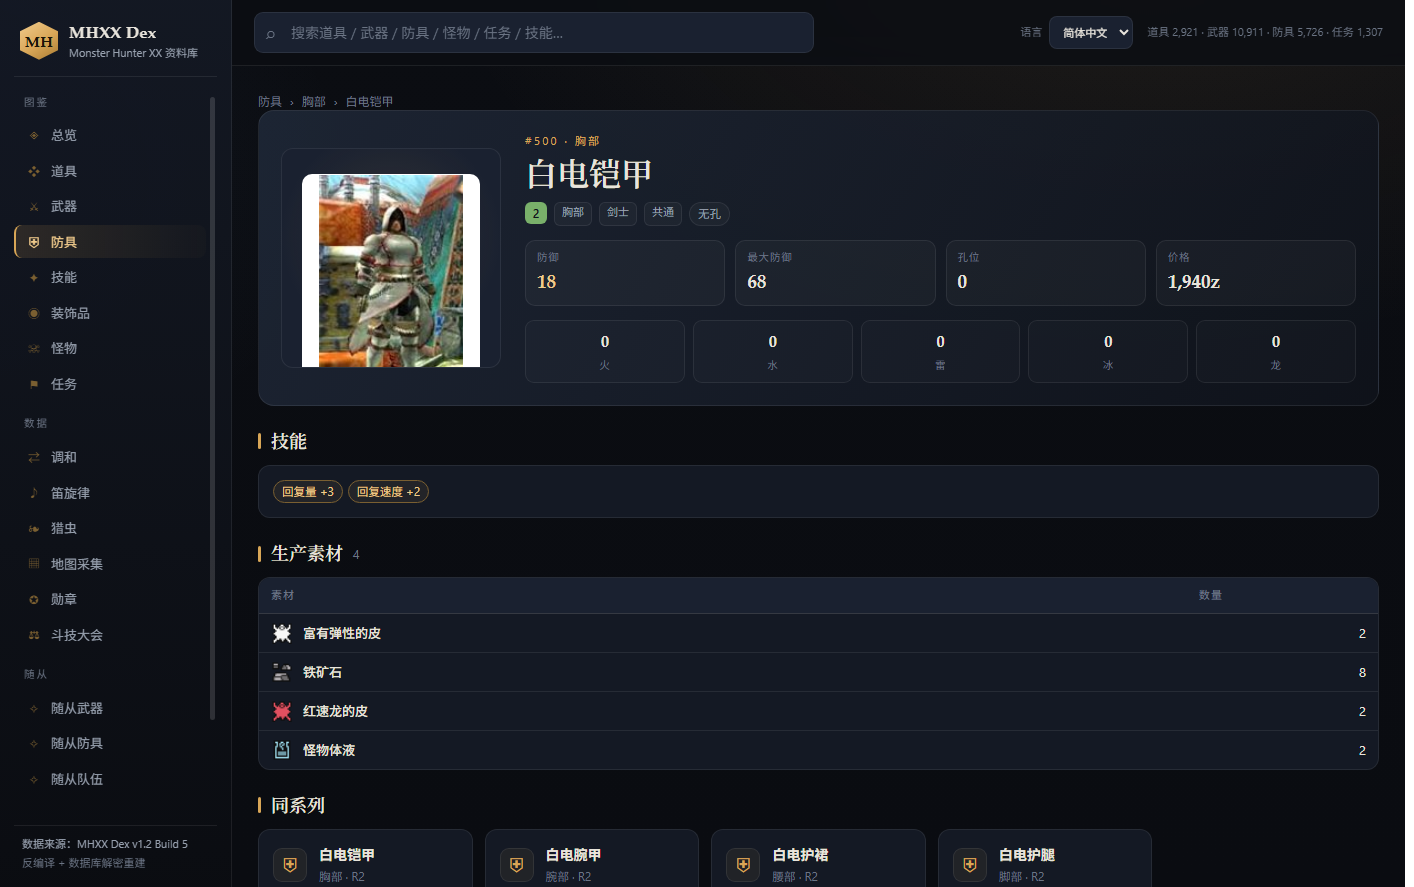 MH
MHXX Dex
Monster Hunter XX 资料库
图鉴
总览
道具
武器
防具
技能
装饰品
怪物
任务
数据
调和
笛旋律
猎虫
地图采集
勋章
斗技大会
随从
随从武器
随从防具
随从队伍
数据来源：MHXX Dex v1.2 Build 5
反编译 + 数据库解密重建
搜索道具 / 武器 / 防具 / 怪物 / 任务 / 技能...
语言 简体中文 道具 2,921 · 武器 10,911 · 防具 5,726 · 任务 1,307
防具 › 胸部 › 白电铠甲
#500 · 胸部
白电铠甲
2 胸部 剑士 共通 无孔
防御 最大防御 孔位 价格
18 68 0 1,940z
0 0 0 0 0
火 水 雷 冰 龙
技能
回复量 +3 回复速度 +2
生产素材 4
素材 数量
富有弹性的皮 2
铁矿石 8
红速龙的皮 2
怪物体液 2
同系列
白电铠甲 白电腕甲 白电护裙 白电护腿
胸部 · R2 腕部 · R2 腰部 · R2 脚部 · R2